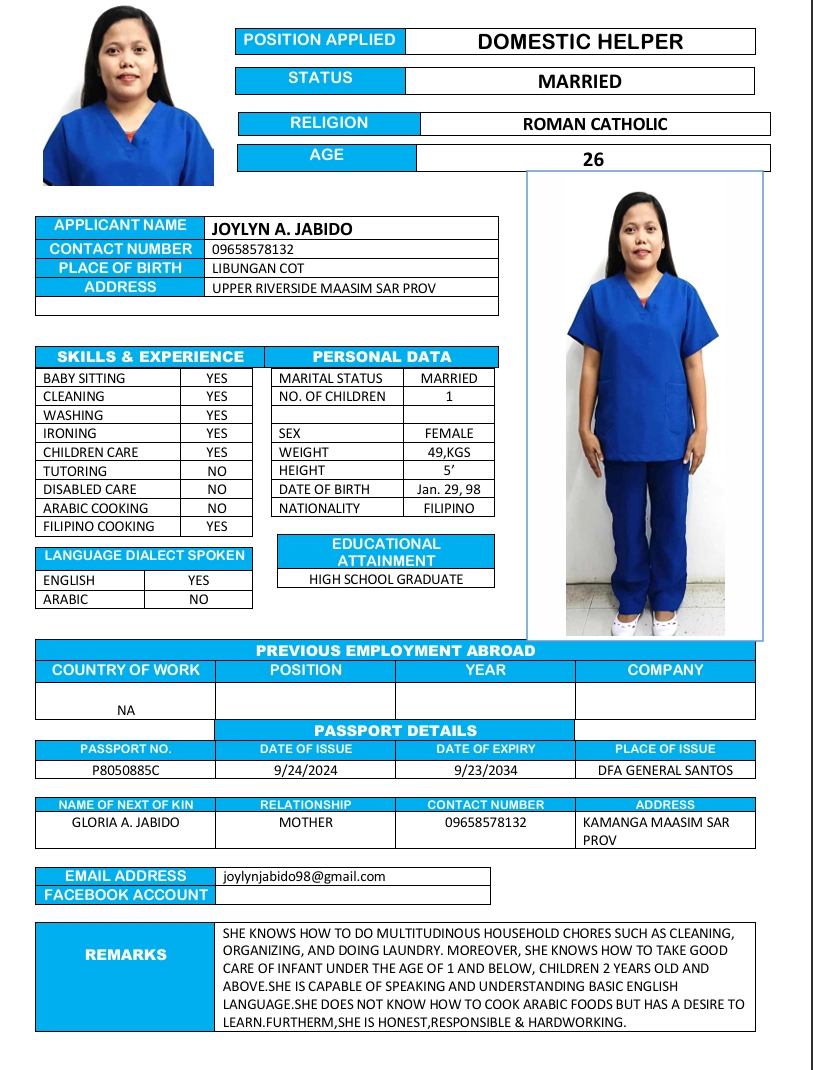 POSITION APPLIED DOMESTIC HELPER
STATUS MARRIED
RELIGION ROMAN CATHOLIC
AGE 26
APPLICANT NAME JOYLYN A. JABIDO
CONTACT NUMBER 09658578132
PLACE OF BIRTH LIBUNGAN COT
ADDRESS UPPER RIVERSIDE MAASIM SAR PROV
SKILLS & EXPERIENCE PERSONAL DATA
BABY SITTING YES MARITAL STATUS MARRIED
CLEANING YES NO. OF CHILDREN 1
WASHING YES
IRONING YES SEX FEMALE
CHILDREN CARE YES WEIGHT 49,KGS
TUTORING NO HEIGHT 5’
DISABLED CARE NO DATE OF BIRTH Jan. 29, 98
ARABIC COOKING NO NATIONALITY FILIPINO
FILIPINO COOKING YES
LANGUAGE DIALECT SPOKEN
ENGLISH YES
ARABIC NO
EDUCATIONAL
ATTAINMENT
HIGH SCHOOL GRADUATE
PREVIOUS EMPLOYMENT ABROAD
COUNTRY OF WORK POSITION YEAR COMPANY
NA
PASSPORT DETAILS
PASSPORT NO. DATE OF ISSUE DATE OF EXPIRY PLACE OF ISSUE
P8050885C 9/24/2024 9/23/2034 DFA GENERAL SANTOS
NAME OF NEXT OF KIN RELATIONSHIP CONTACT NUMBER ADDRESS
GLORIA A. JABIDO MOTHER 09658578132 KAMANGA MAASIM SAR
PROV
EMAIL ADDRESS joylynjabido98@gmail.com
FACEBOOK ACCOUNT
REMARKS
SHE KNOWS HOW TO DO MULTITUDINOUS HOUSEHOLD CHORES SUCH AS CLEANING,
ORGANIZING, AND DOING LAUNDRY. MOREOVER, SHE KNOWS HOW TO TAKE GOOD
CARE OF INFANT UNDER THE AGE OF 1 AND BELOW, CHILDREN 2 YEARS OLD AND
ABOVE.SHE IS CAPABLE OF SPEAKING AND UNDERSTANDING BASIC ENGLISH
LANGUAGE.SHE DOES NOT KNOW HOW TO COOK ARABIC FOODS BUT HAS A DESIRE TO
LEARN.FURTHERM,SHE IS HONEST,RESPONSIBLE & HARDWORKING.